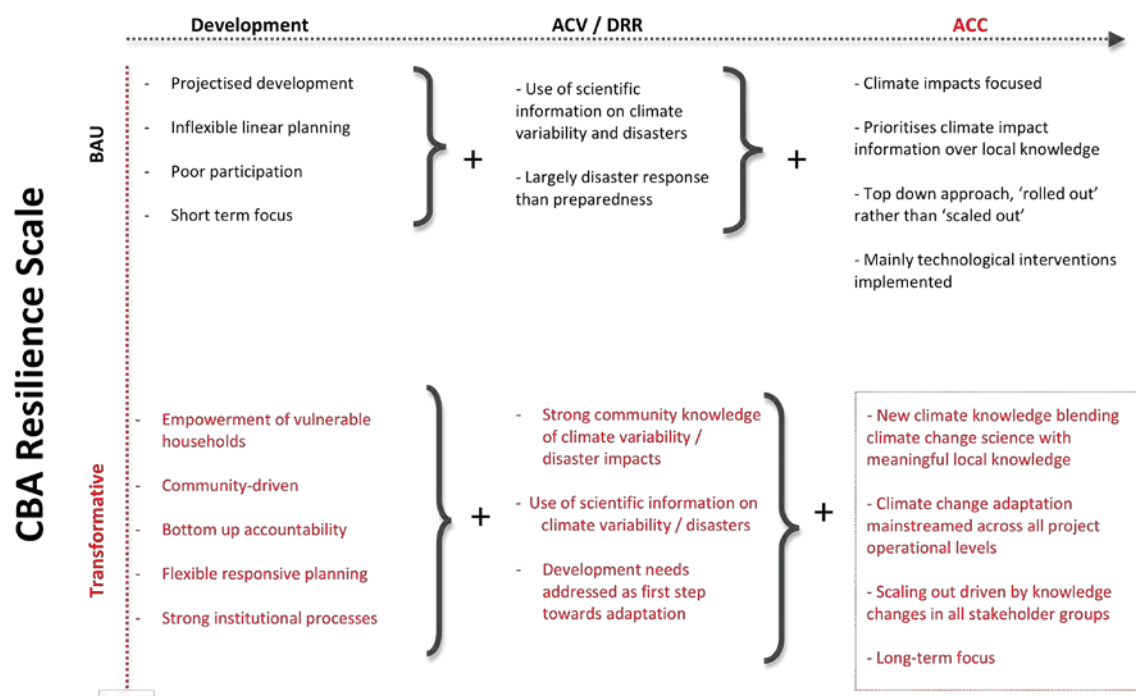 CBA Resilience Scale
Development
ACV / DRR
ACC
BAU
- Projectised development
- Inflexible linear planning
- Poor participation
- Short term focus
+
- Use of scientific
information on climate
variability and disasters
- Largely disaster response
than preparedness
+
- Climate impacts focused
- Prioritises climate impact
information over local knowledge
- Top down approach, ‘rolled out’
rather than ‘scaled out’
- Mainly technological interventions
implemented
Transformative
- Empowerment of vulnerable
households
- Community-driven
- Bottom up accountability
- Flexible responsive planning
- Strong institutional processes
+
- Strong community knowledge
of climate variability /
disaster impacts
- Use of scientific information on
climate variability / disasters
- Development needs
addressed as first step
towards adaptation
+
- New climate knowledge blending
climate change science with
meaningful local knowledge
- Climate change adaptation
mainstreamed across all project
operational levels
- Scaling out driven by knowledge
changes in all stakeholder groups
- Long-term focus